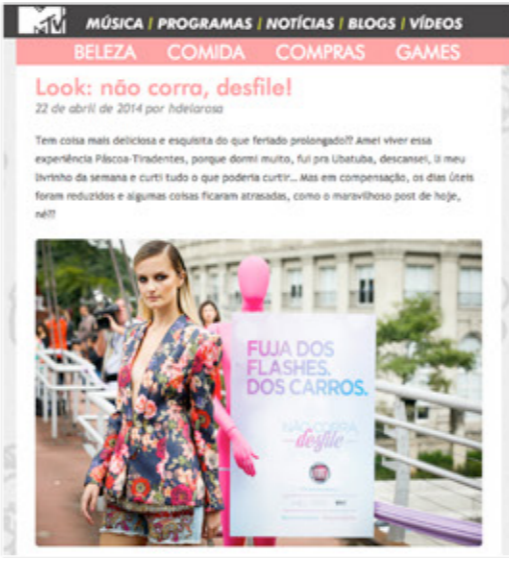 MTV
MÚSICA / PROGRAMAS / NOTÍCIAS / BLOGS / VÍDEOS
BELEZA COMIDA COMPRAS GAMES
Look: não corra, desfile!
22 de abril de 2014 por hdelarosa
Tem coisa mais deliciosa e esquisita do que feriado prolongado?? Amei viver essa
experiência Páscoa-Tiradentes, porque dormi muito, fui pra Ubatuba, descansei, li meu
livrinho da semana e curti tudo o que poderia curtir... Mas em compensação, os dias úteis
foram reduzidos e algumas coisas ficaram atrasadas, como o maravilhoso post de hoje,
né??
FUJA DOS
FLASHES.
DOS CARROS.
NÃO CORRA,
desfile
FIAT